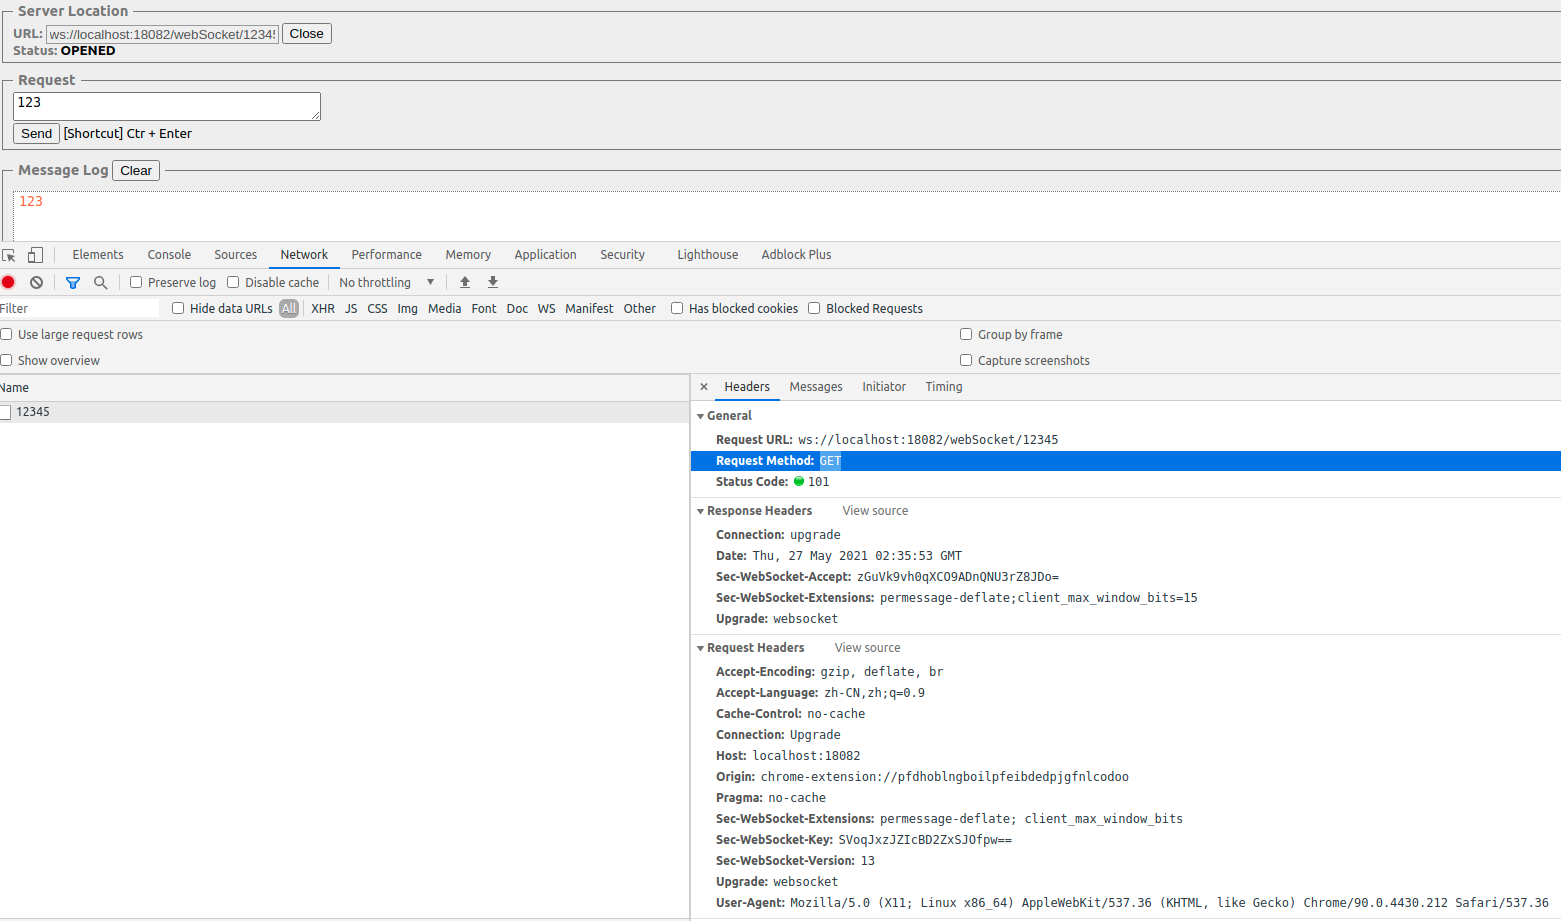 Server Location
URL: ws://localhost:18082/webSocket/12345 Close
Status: OPENED
Request
123
Send [Shortcut] Ctr + Enter
Message Log Clear
123
Elements Console Sources Network Performance Memory Application Security Lighthouse Adblock Plus
Preserve log Disable cache No throttling
Filter Hide data URLs All XHR JS CSS Img Media Font Doc WS Manifest Other Has blocked cookies Blocked Requests
Use large request rows Group by frame
Show overview Capture screenshots
Name
12345
× Headers Messages Initiator Timing
General
Request URL: ws://localhost:18082/webSocket/12345
Request Method: GET
Status Code: 101
Response Headers View source
Connection: upgrade
Date: Thu, 27 May 2021 02:35:53 GMT
Sec-WebSocket-Accept: zGuVk9vh0qXCO9ADnQNU3rZ8JDo=
Sec-WebSocket-Extensions: permessage-deflate;client_max_window_bits=15
Upgrade: websocket
Request Headers View source
Accept-Encoding: gzip, deflate, br
Accept-Language: zh-CN,zh;q=0.9
Cache-Control: no-cache
Connection: Upgrade
Host: localhost:18082
Origin: chrome-extension://pfdhoblngboilpfeibdedpjgfnlcodoo
Pragma: no-cache
Sec-WebSocket-Extensions: permessage-deflate; client_max_window_bits
Sec-WebSocket-Key: SVoqJxzJZIcBD2ZxSJOfpw==
Sec-WebSocket-Version: 13
Upgrade: websocket
User-Agent: Mozilla/5.0 (X11; Linux x86_64) AppleWebKit/537.36 (KHTML, like Gecko) Chrome/90.0.4430.212 Safari/537.36